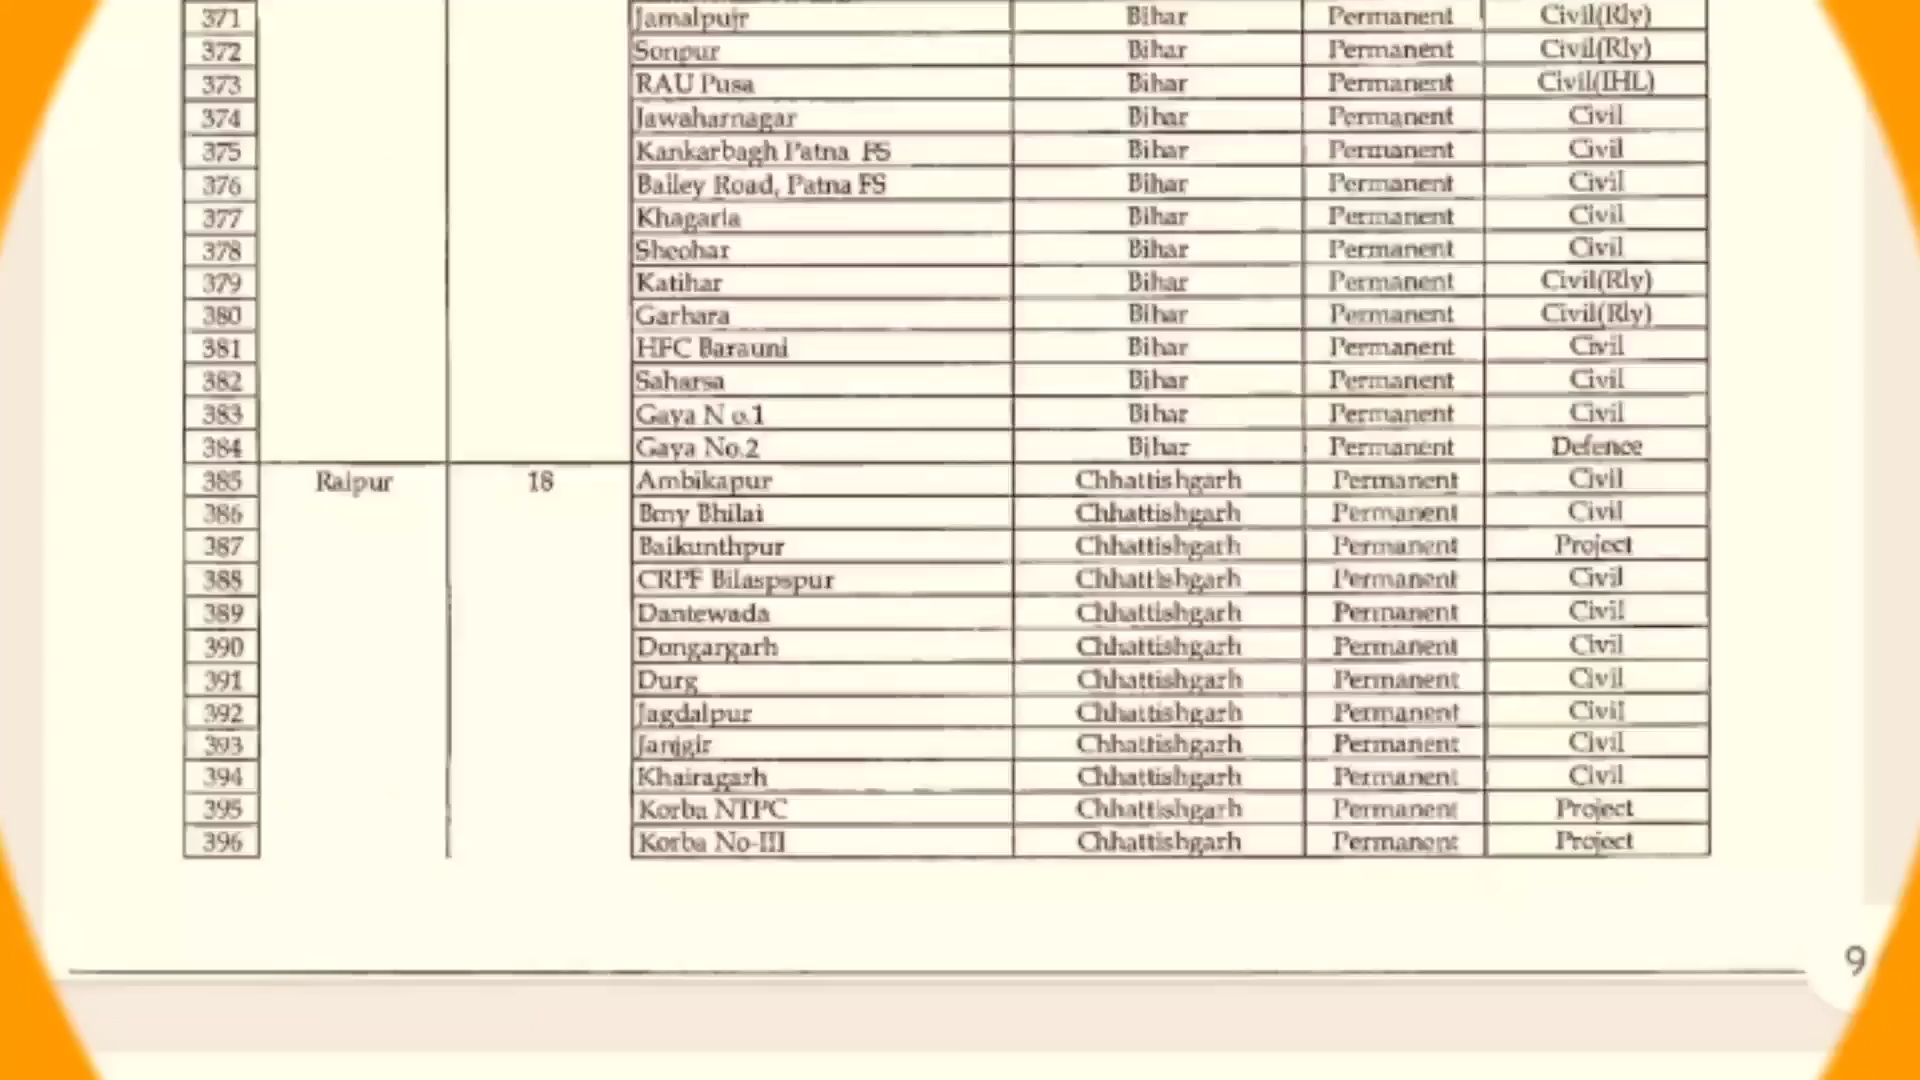 371 Jamalpujr Bihar Permanent Civil(Rly)
372 Sonpur Bihar Permanent Civil(Rly)
373 RAU Pusa Bihar Permanent Civil(IHL)
374 Jawaharnagar Bihar Permanent Civil
375 Kankarbagh Patna FS Bihar Permanent Civil
376 Bailey Road, Patna FS Bihar Permanent Civil
377 Khagaria Bihar Permanent Civil
378 Sheohar Bihar Permanent Civil
379 Katihar Bihar Permanent Civil(Rly)
380 Garhara Bihar Permanent Civil(Rly)
381 HFC Barauni Bihar Permanent Civil
382 Saharsa Bihar Permanent Civil
383 Gaya N o.1 Bihar Permanent Civil
384 Gaya No.2 Bihar Permanent Defence
385 Raipur 18 Ambikapur Chhattishgarh Permanent Civil
386 Bmy Bhilai Chhattishgarh Permanent Civil
387 Baikunthpur Chhattishgarh Permanent Project
388 CRPF Bilaspspur Chhattishgarh Permanent Civil
389 Dantewada Chhattishgarh Permanent Civil
390 Dongargarh Chhattishgarh Permanent Civil
391 Durg Chhattishgarh Permanent Civil
392 Jagdalpur Chhattishgarh Permanent Civil
393 Janjgir Chhattishgarh Permanent Civil
394 Khairagarh Chhattishgarh Permanent Civil
395 Korba NTPC Chhattishgarh Permanent Project
396 Korba No-III Chhattishgarh Permanent Project
9